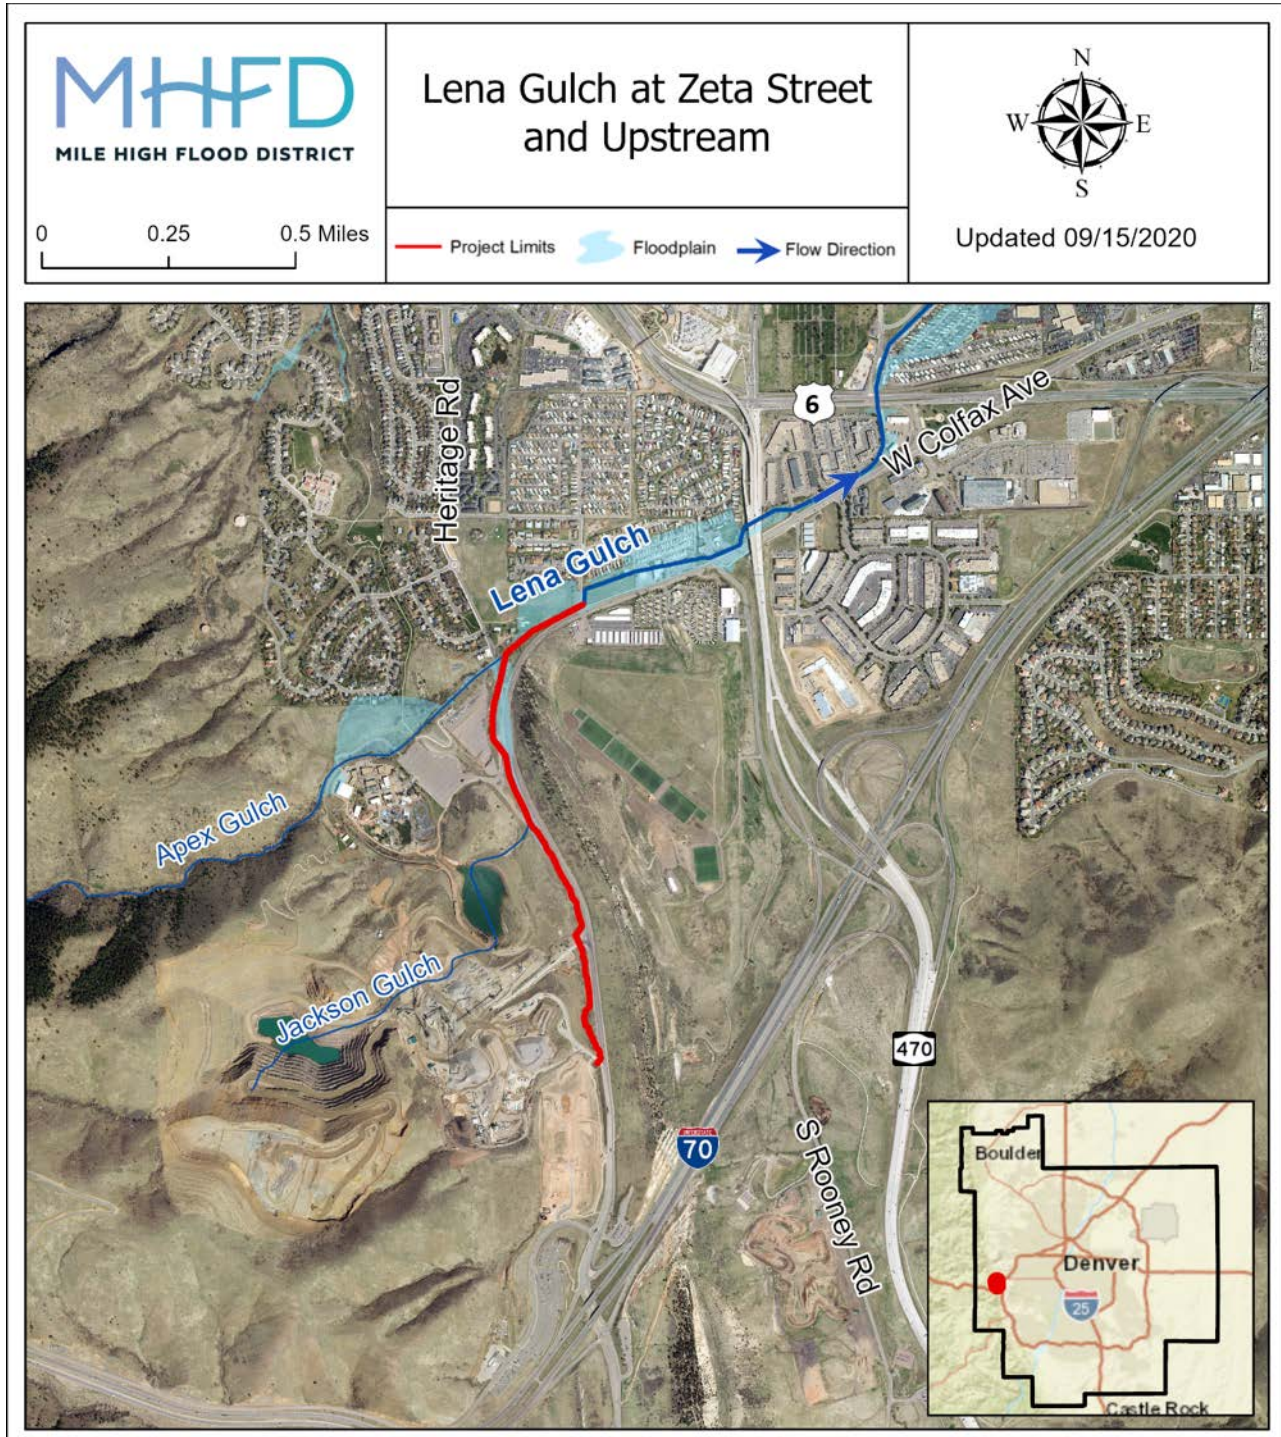 MHFD
MILE HIGH FLOOD DISTRICT
0 0.25 0.5 Miles
Lena Gulch at Zeta Street
and Upstream
Project Limits
Floodplain
Flow Direction
N
W E
S
Updated 09/15/2020
Heritage Rd
6
W Colfax Ave
Lena Gulch
Apex Gulch
Jackson Gulch
470
INTERSTATE
70
S Rooney Rd
Boulder
Denver
25
Castle Rock